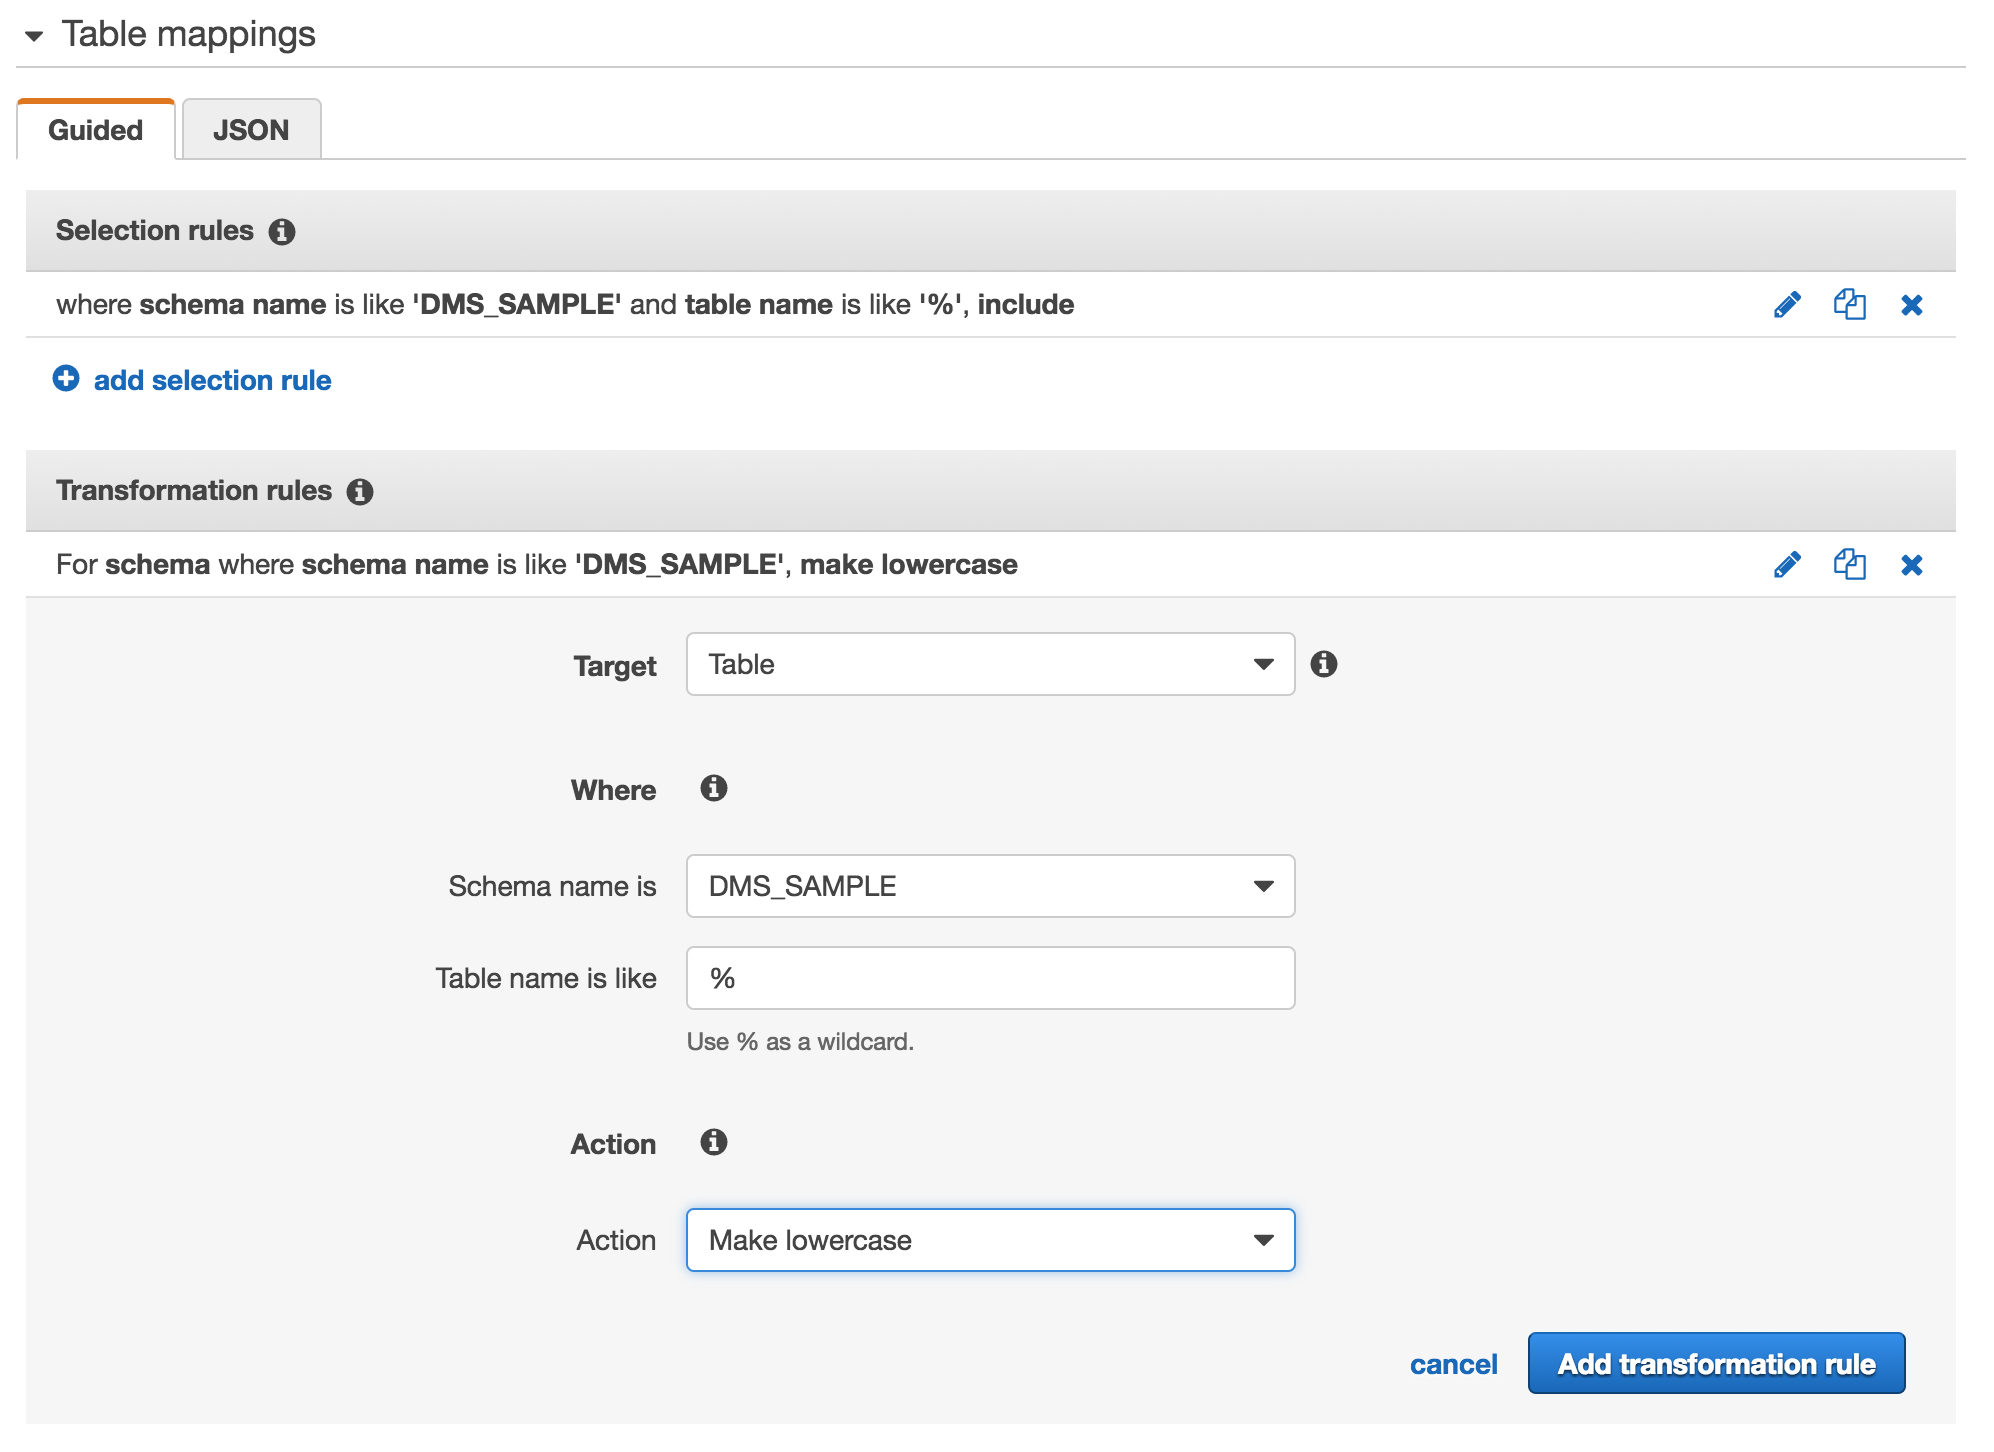 Table mappings
Guided JSON
Selection rules
where schema name is like 'DMS_SAMPLE' and table name is like '%', include
add selection rule
Transformation rules
For schema where schema name is like 'DMS_SAMPLE', make lowercase
Target Table
Where
Schema name is DMS_SAMPLE
Table name is like %
Use % as a wildcard.
Action
Action Make lowercase
cancel Add transformation rule